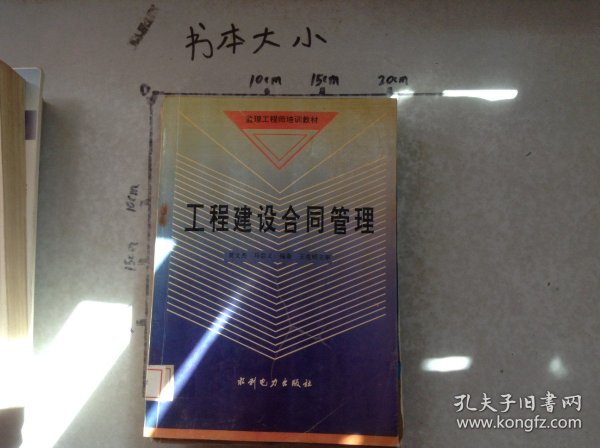 书本大小
10cm 15cm 20cm
10cm
15cm
监理工程师培训教材
工程建设合同管理
水利电力出版社
孔夫子旧书网
www.kongfz.com